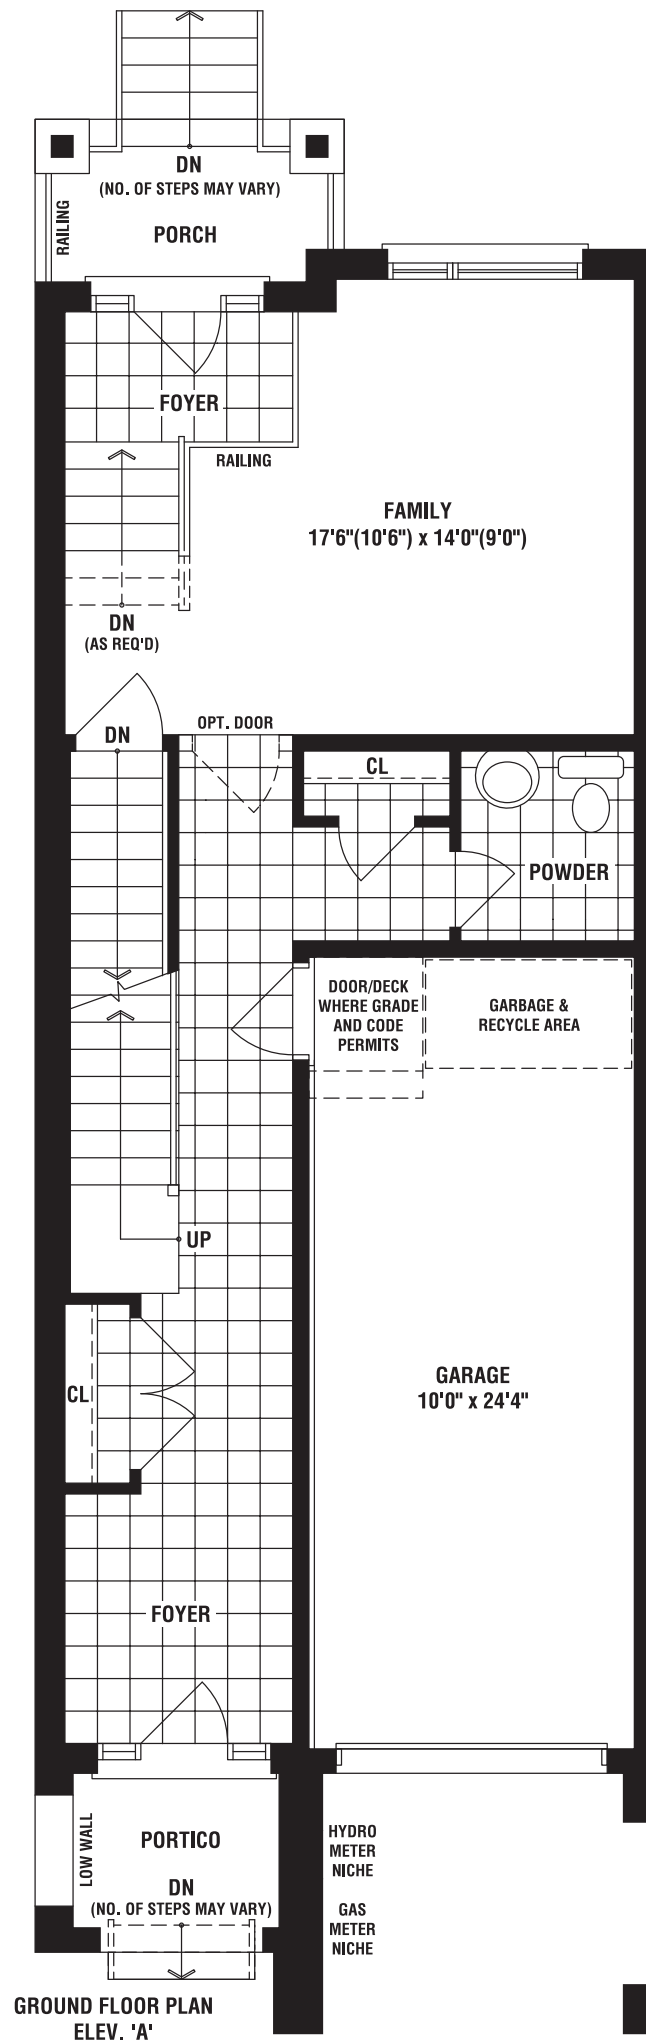 DN
(NO. OF STEPS MAY VARY)
RAILING
PORCH
FOYER
RAILING
FAMILY
17'6"(10'6") x 14'0"(9'0")
DN
(AS REQ'D)
OPT. DOOR
DN
CL
POWDER
DOOR/DECK
WHERE GRADE
AND CODE
PERMITS
GARBAGE &
RECYCLE AREA
UP
GARAGE
10'0" x 24'4"
CL
FOYER
LOW WALL
PORTICO
DN
(NO. OF STEPS MAY VARY)
HYDRO
METER
NICHE
GAS
METER
NICHE
GROUND FLOOR PLAN
ELEV. 'A'